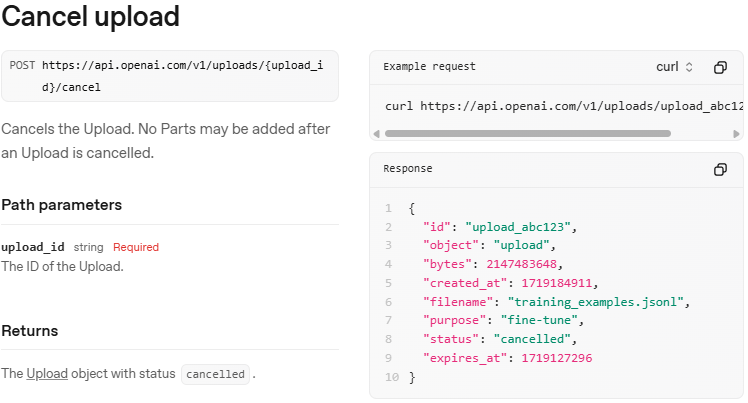 Cancel upload
POST https://api.openai.com/v1/uploads/{upload_i
d}/cancel
Cancels the Upload. No Parts may be added after
an Upload is cancelled.
Path parameters
upload_id string Required
The ID of the Upload.
Returns
The Upload object with status cancelled .
Example request curl
curl https://api.openai.com/v1/uploads/upload_abc12
Response
1 {
2 "id": "upload_abc123",
3 "object": "upload",
4 "bytes": 2147483648,
5 "created_at": 1719184911,
6 "filename": "training_examples.jsonl",
7 "purpose": "fine-tune",
8 "status": "cancelled",
9 "expires_at": 1719127296
10 }